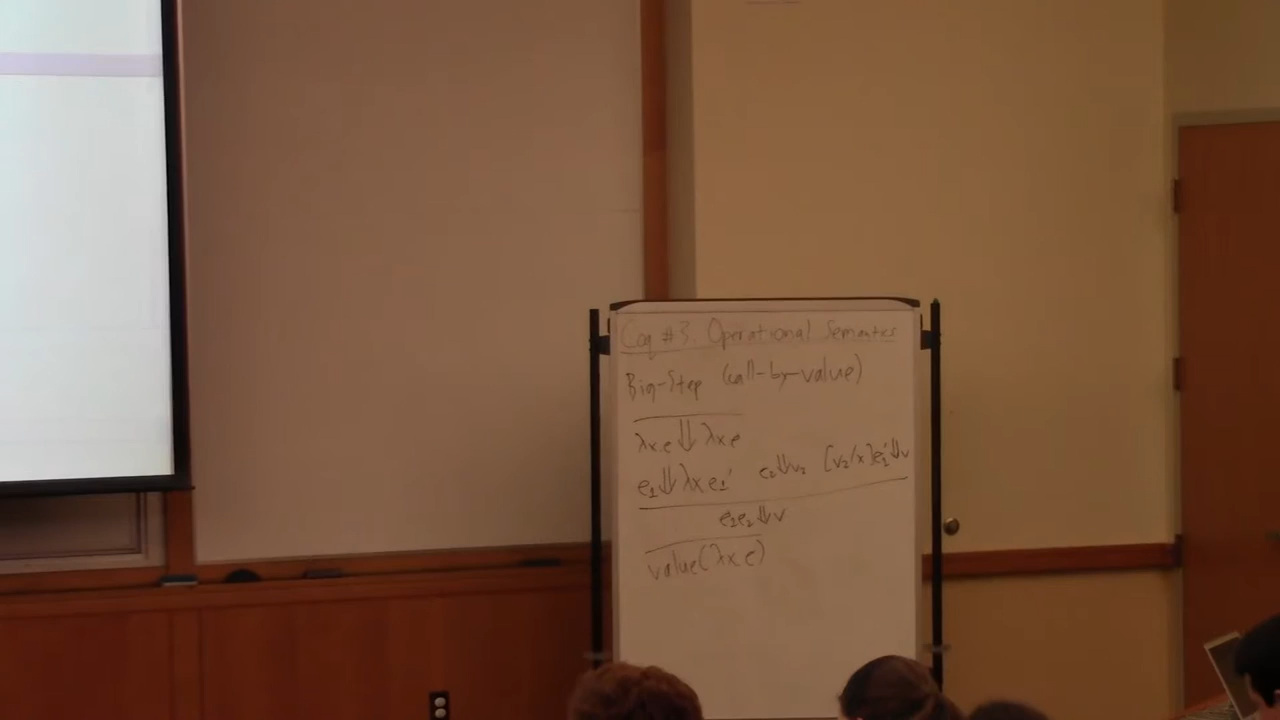 Coq #3. Operational Semantics
Big-Step (call-by-value)
λx.e ⇓ λx.e
e₁ ⇓ λx.e₁' e₂ ⇓ v₂ [v₂/x]e₁' ⇓ v
e₁e₂ ⇓ v
value(λx.e)